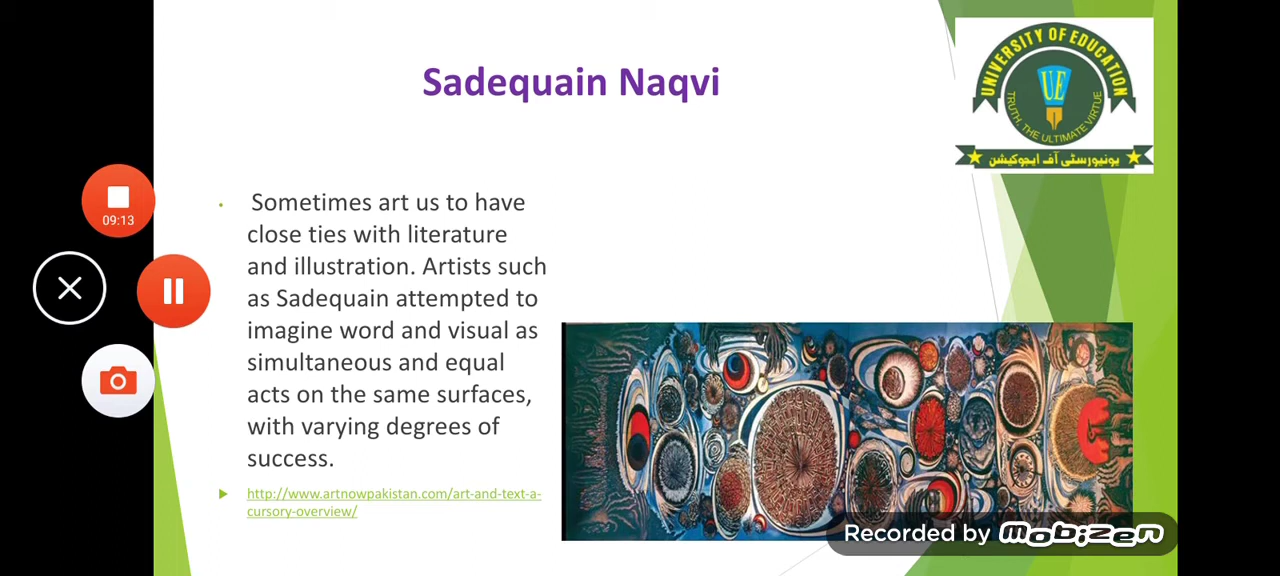 Sadequain Naqvi
UNIVERSITY OF EDUCATION
UE
TRUTH, THE ULTIMATE VIRTUE
یونیورسٹی آف ایجوکیشن
09:13
• Sometimes art us to have
close ties with literature
and illustration. Artists such
as Sadequain attempted to
imagine word and visual as
simultaneous and equal
acts on the same surfaces,
with varying degrees of
success.
http://www.artnowpakistan.com/art-and-text-a-
cursory-overview/
Recorded by Mobizen